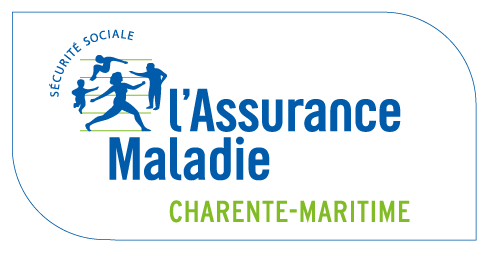 SÉCURITÉ SOCIALE
l'Assurance
Maladie
CHARENTE-MARITIME